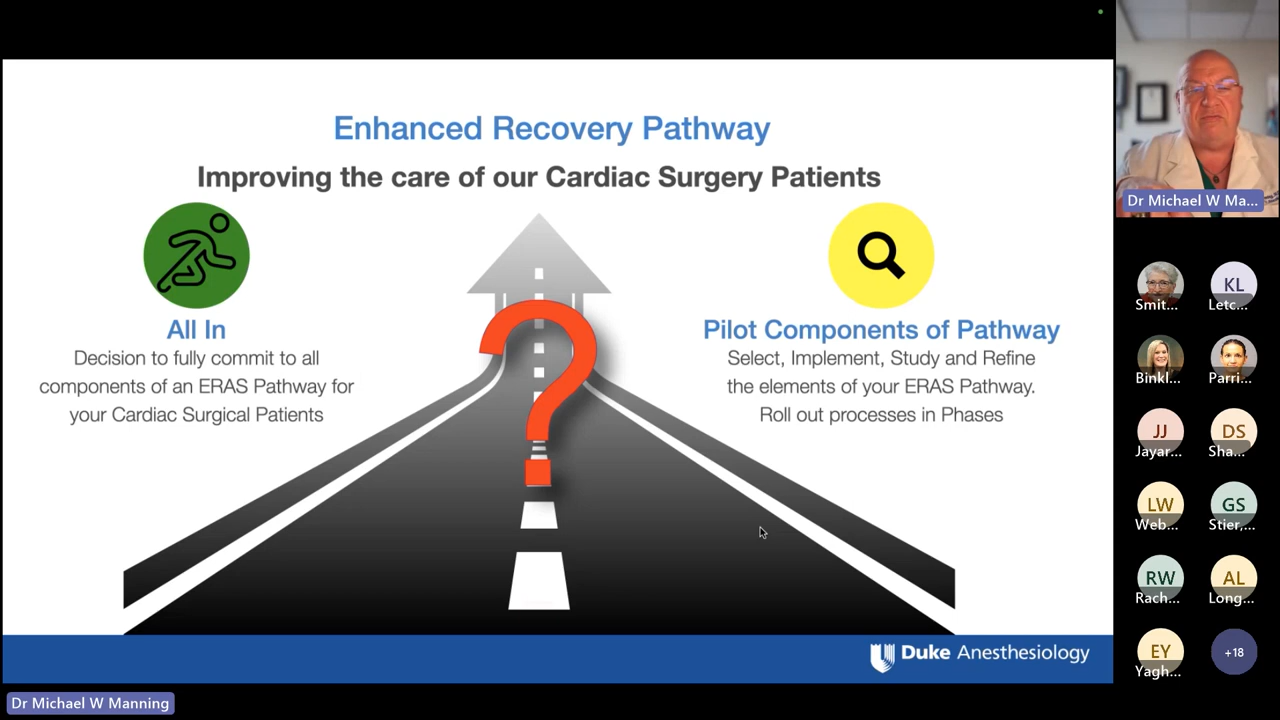 Enhanced Recovery Pathway
Improving the care of our Cardiac Surgery Patients
All In
Decision to fully commit to all
components of an ERAS Pathway for
your Cardiac Surgical Patients
Pilot Components of Pathway
Select, Implement, Study and Refine
the elements of your ERAS Pathway.
Roll out processes in Phases
?
Duke Anesthesiology
Dr Michael W Manning
Dr Michael W Ma...
Smit...
KL
Letc...
Binkl...
Parri...
JJ
Jayar...
DS
Sha...
LW
Web...
GS
Stier,...
RW
Rach...
AL
Long...
EY
Yagh...
+18